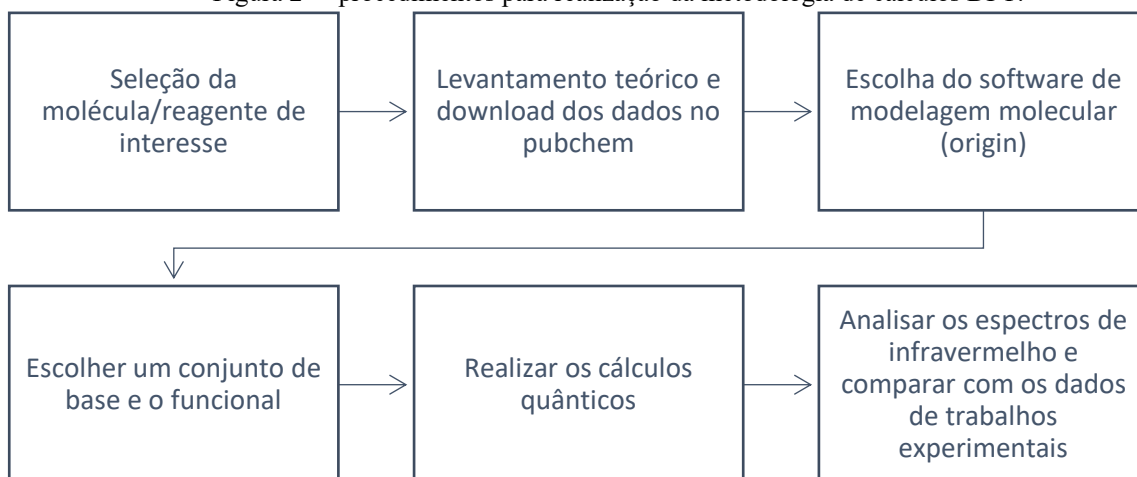 Seleção da
molécula/reagente de
interesse
Levantamento teórico e
download dos dados no
pubchem
Escolha do software de
modelagem molecular
(origin)
Escolher um conjunto de
base e o funcional
Realizar os cálculos
quânticos
Analisar os espectros de
infravermelho e
comparar com os dados
de trabalhos
experimentais